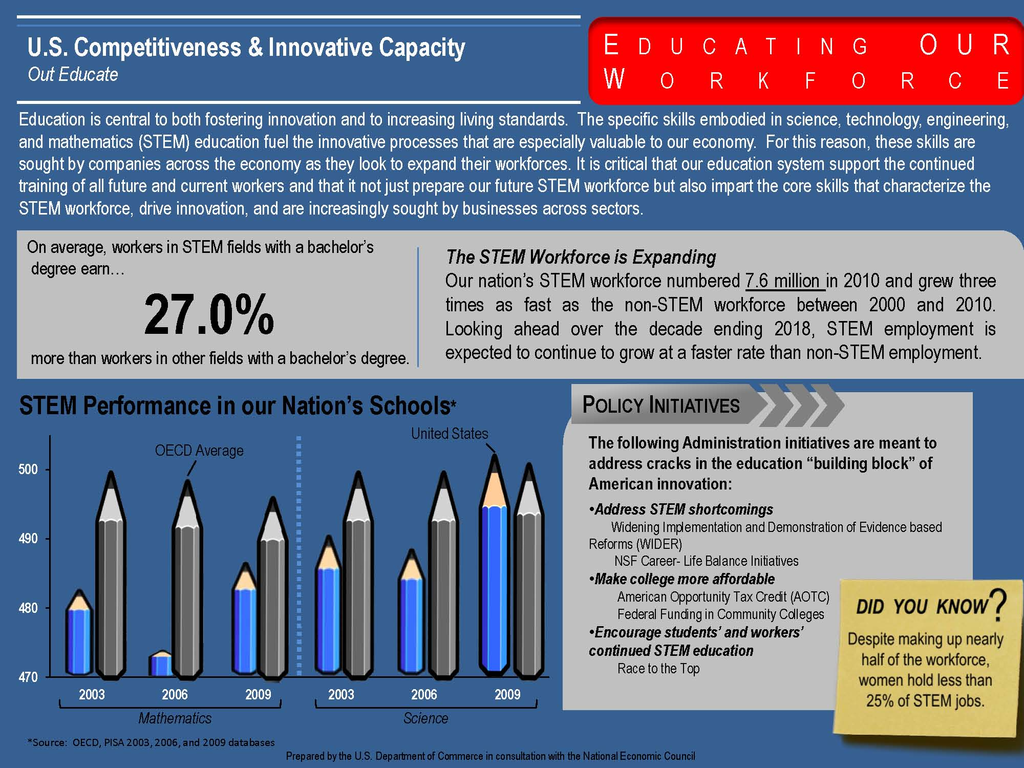 U.S. Competitiveness & Innovative Capacity
Out Educate
EDUCATING OUR
WORKFORCE
Education is central to both fostering innovation and to increasing living standards. The specific skills embodied in science, technology, engineering,
and mathematics (STEM) education fuel the innovative processes that are especially valuable to our economy. For this reason, these skills are
sought by companies across the economy as they look to expand their workforces. It is critical that our education system support the continued
training of all future and current workers and that it not just prepare our future STEM workforce but also impart the core skills that characterize the
STEM workforce, drive innovation, and are increasingly sought by businesses across sectors.
On average, workers in STEM fields with a bachelor's
degree earn…
27.0%
more than workers in other fields with a bachelor's degree.
The STEM Workforce is Expanding
Our nation's STEM workforce numbered 7.6 million in 2010 and grew three
times as fast as the non-STEM workforce between 2000 and 2010.
Looking ahead over the decade ending 2018, STEM employment is
expected to continue to grow at a faster rate than non-STEM employment.
STEM Performance in our Nation's Schools*
OECD Average
United States
500
490
480
470
2003 2006 2009 2003 2006 2009
Mathematics Science
*Source: OECD, PISA 2003, 2006, and 2009 databases
POLICY INITIATIVES
The following Administration initiatives are meant to
address cracks in the education “building block” of
American innovation:
•Address STEM shortcomings
Widening Implementation and Demonstration of Evidence based
Reforms (WIDER)
NSF Career- Life Balance Initiatives
•Make college more affordable
American Opportunity Tax Credit (AOTC)
Federal Funding in Community Colleges
•Encourage students' and workers'
continued STEM education
Race to the Top
DID YOU KNOW?
Despite making up nearly
half of the workforce,
women hold less than
25% of STEM jobs.
Prepared by the U.S. Department of Commerce in consultation with the National Economic Council